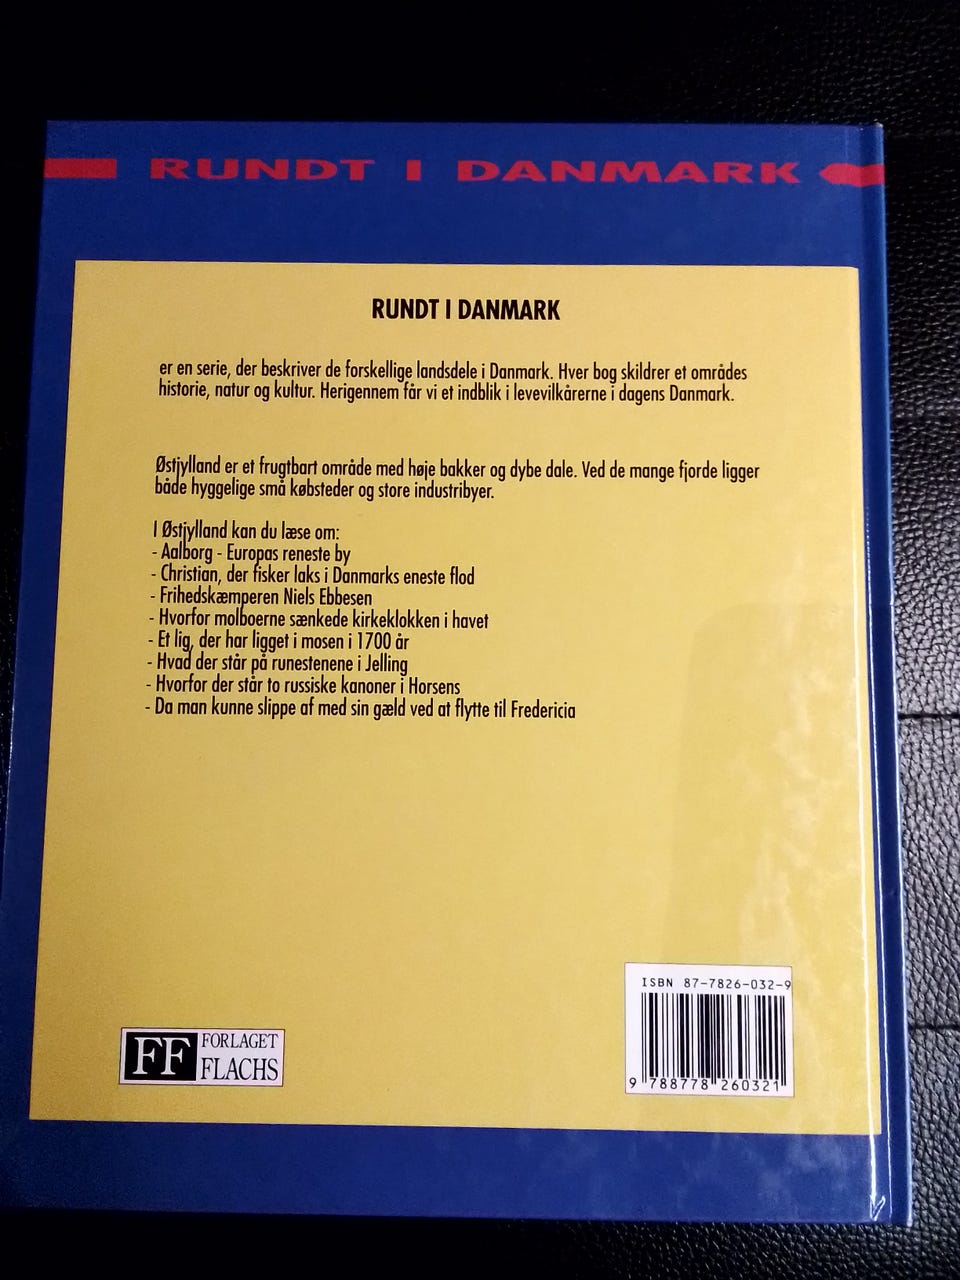 RUNDT I DANMARK
RUNDT I DANMARK
er en serie, der beskriver de forskellige landsdele i Danmark. Hver bog skildrer et områdes
historie, natur og kultur. Herigennem får vi et indblik i levevilkårerne i dagens Danmark.
Østjylland er et frugtbart område med høje bakker og dybe dale. Ved de mange fjorde ligger
både hyggelige små købsteder og store industribyer.
I Østjylland kan du læse om:
- Aalborg - Europas reneste by
- Christian, der fisker laks i Danmarks eneste flod
- Frihedskæmperen Niels Ebbesen
- Hvorfor molboerne sænkede kirkeklokken i havet
- Et lig, der har ligget i mosen i 1700 år
- Hvad der står på runestenene i Jelling
- Hvorfor der står to russiske kanoner i Horsens
- Da man kunne slippe af med sin gæld ved at flytte til Fredericia
ISBN 87-7826-032-9
9 788778 260321
FF FORLAGET
FLACHS